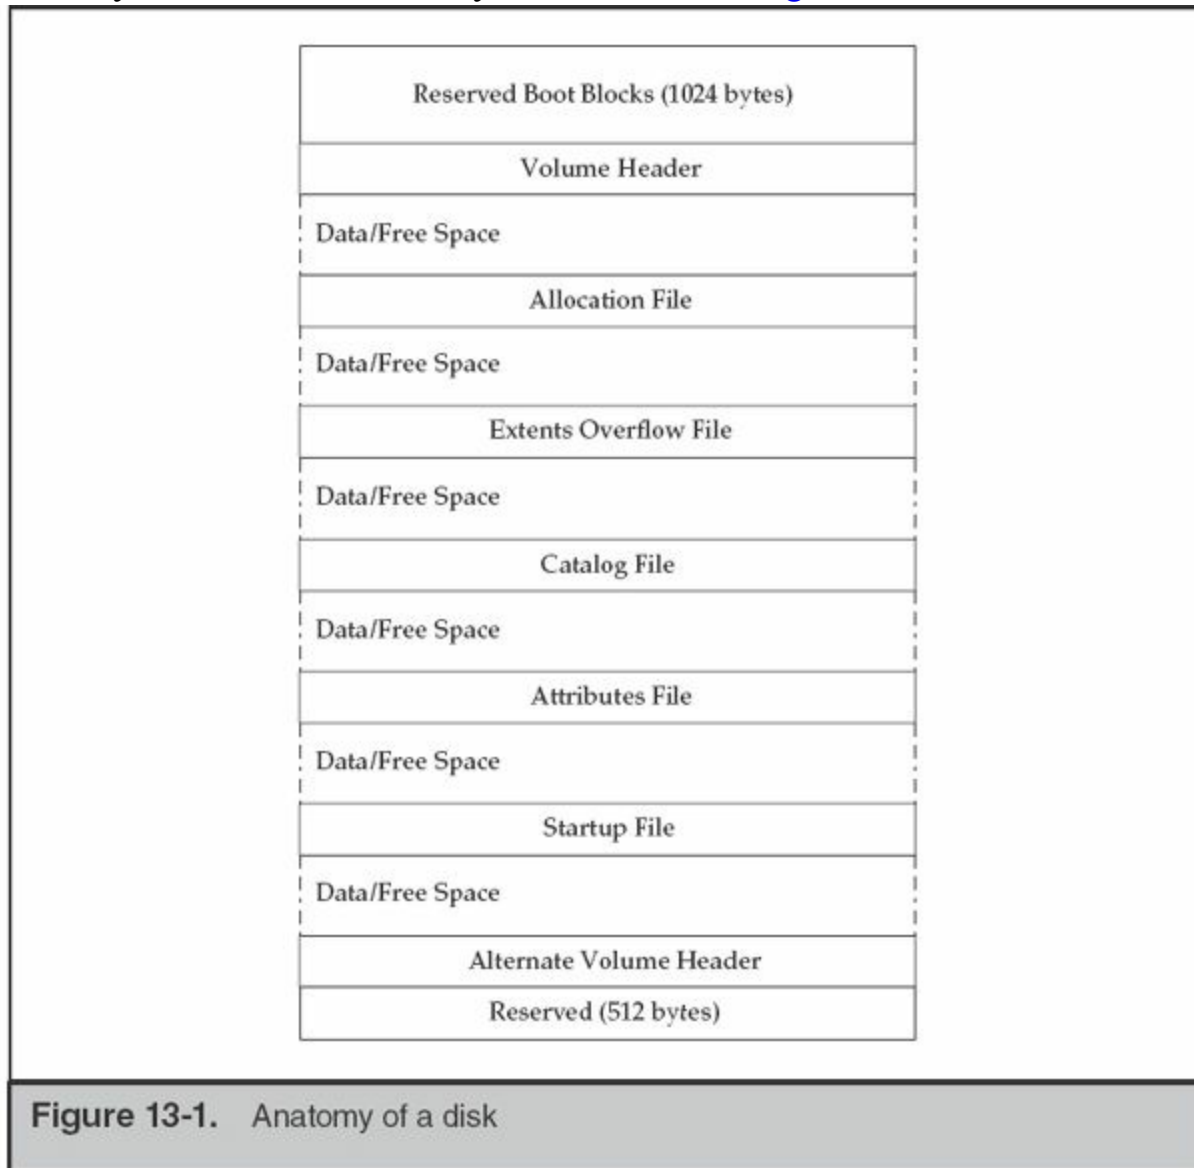 Reserved Boot Blocks (1024 bytes)
Volume Header
Data/Free Space
Allocation File
Data/Free Space
Extents Overflow File
Data/Free Space
Catalog File
Data/Free Space
Attributes File
Data/Free Space
Startup File
Data/Free Space
Alternate Volume Header
Reserved (512 bytes)
Figure 13-1. Anatomy of a disk